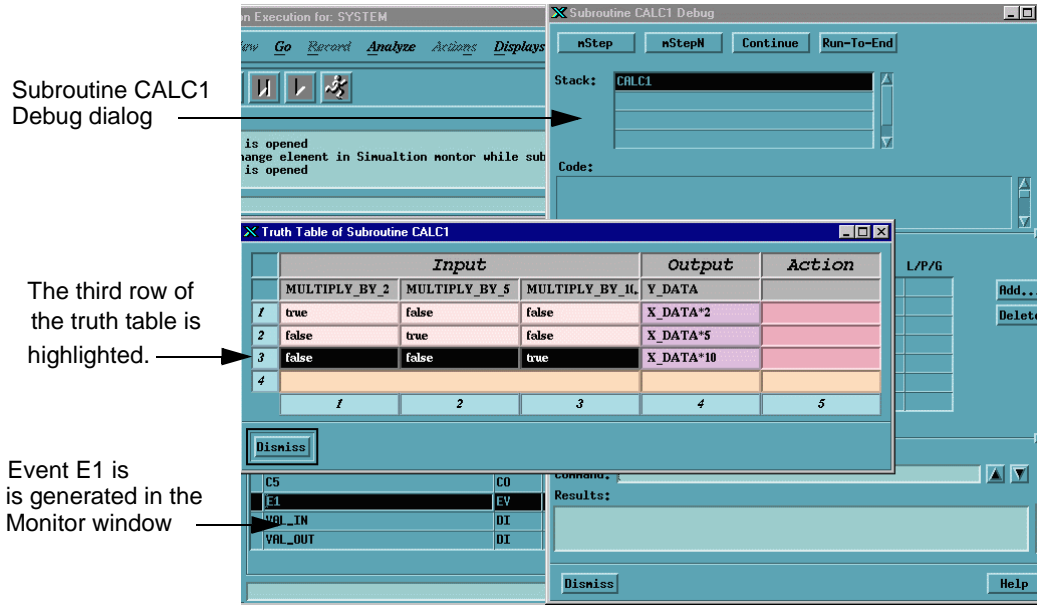 Subroutine CALC1
Debug dialog
The third row of
the truth table is
highlighted.
Event E1 is
is generated in the
Monitor window
on Execution for: SYSTEM
Go Record Analyze Actions Displays
is opened
hange element in Simualtion montor while sub
is opened
Subroutine CALC1 Debug
mStep mStepN Continue Run-To-End
Stack: CALC1
Code:
L/P/G
Add...
Delete
Truth Table of Subroutine CALC1
Input Output Action
MULTIPLY_BY_2 MULTIPLY_BY_5 MULTIPLY_BY_1(. Y_DATA
1 true false false X_DATA*2
2 false true false X_DATA*5
3 false false true X_DATA*10
4
1 2 3 4 5
Dismiss
C5 CO
E1 EV
VAL_IN DI
VAL_OUT DI
Command:
Results:
Dismiss Help